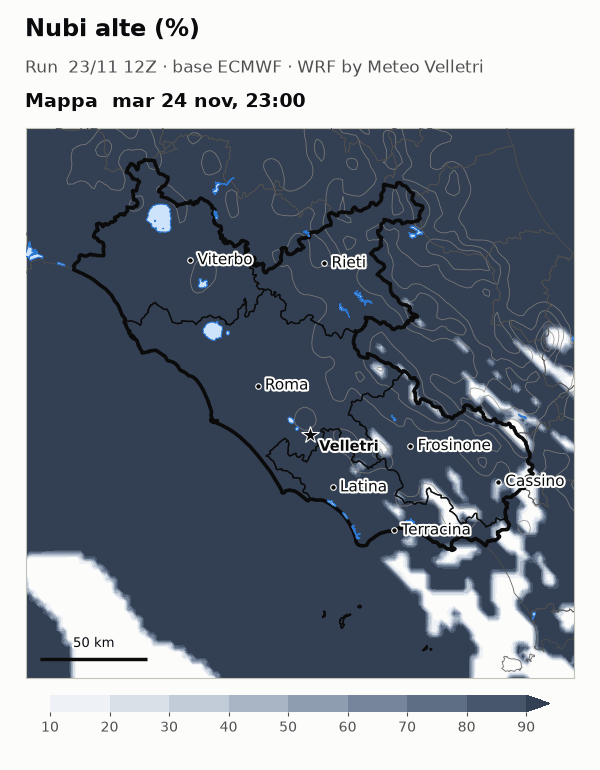 Nubi alte (%)
Run 23/11 12Z · base ECMWF · WRF by Meteo Velletri
Mappa mar 24 nov, 23:00
Viterbo
Rieti
Roma
Velletri
Frosinone
Latina
Cassino
Terracina
50 km
10 20 30 40 50 60 70 80 90